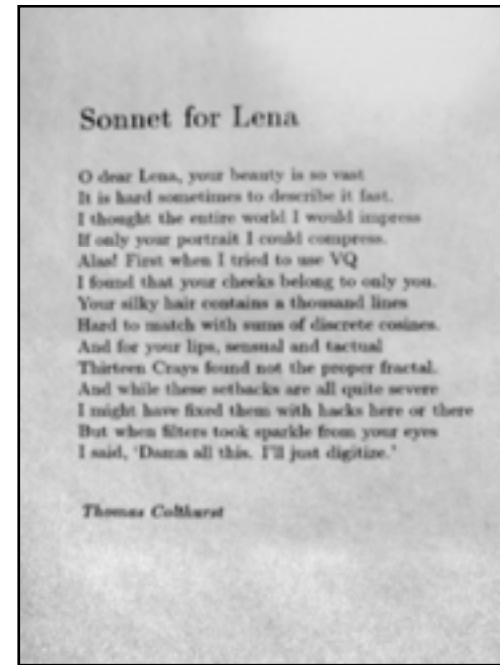 Sonnet for Lena
O dear Lena, your beauty is so vast
It is hard sometimes to describe it fast.
I thought the entire world I would impress
If only your portrait I could compress.
Alas! First when I tried to use VQ
I found that your cheeks belong to only you.
Your silky hair contains a thousand lines
Hard to match with sums of discrete cosines.
And for your lips, sensual and tactual
Thirteen Crays found not the proper fractal.
And while these setbacks are all quite severe
I might have fixed them with hacks here or there
But when filters took sparkle from your eyes
I said, 'Damn all this. I'll just digitize.'
Thomas Colthurst